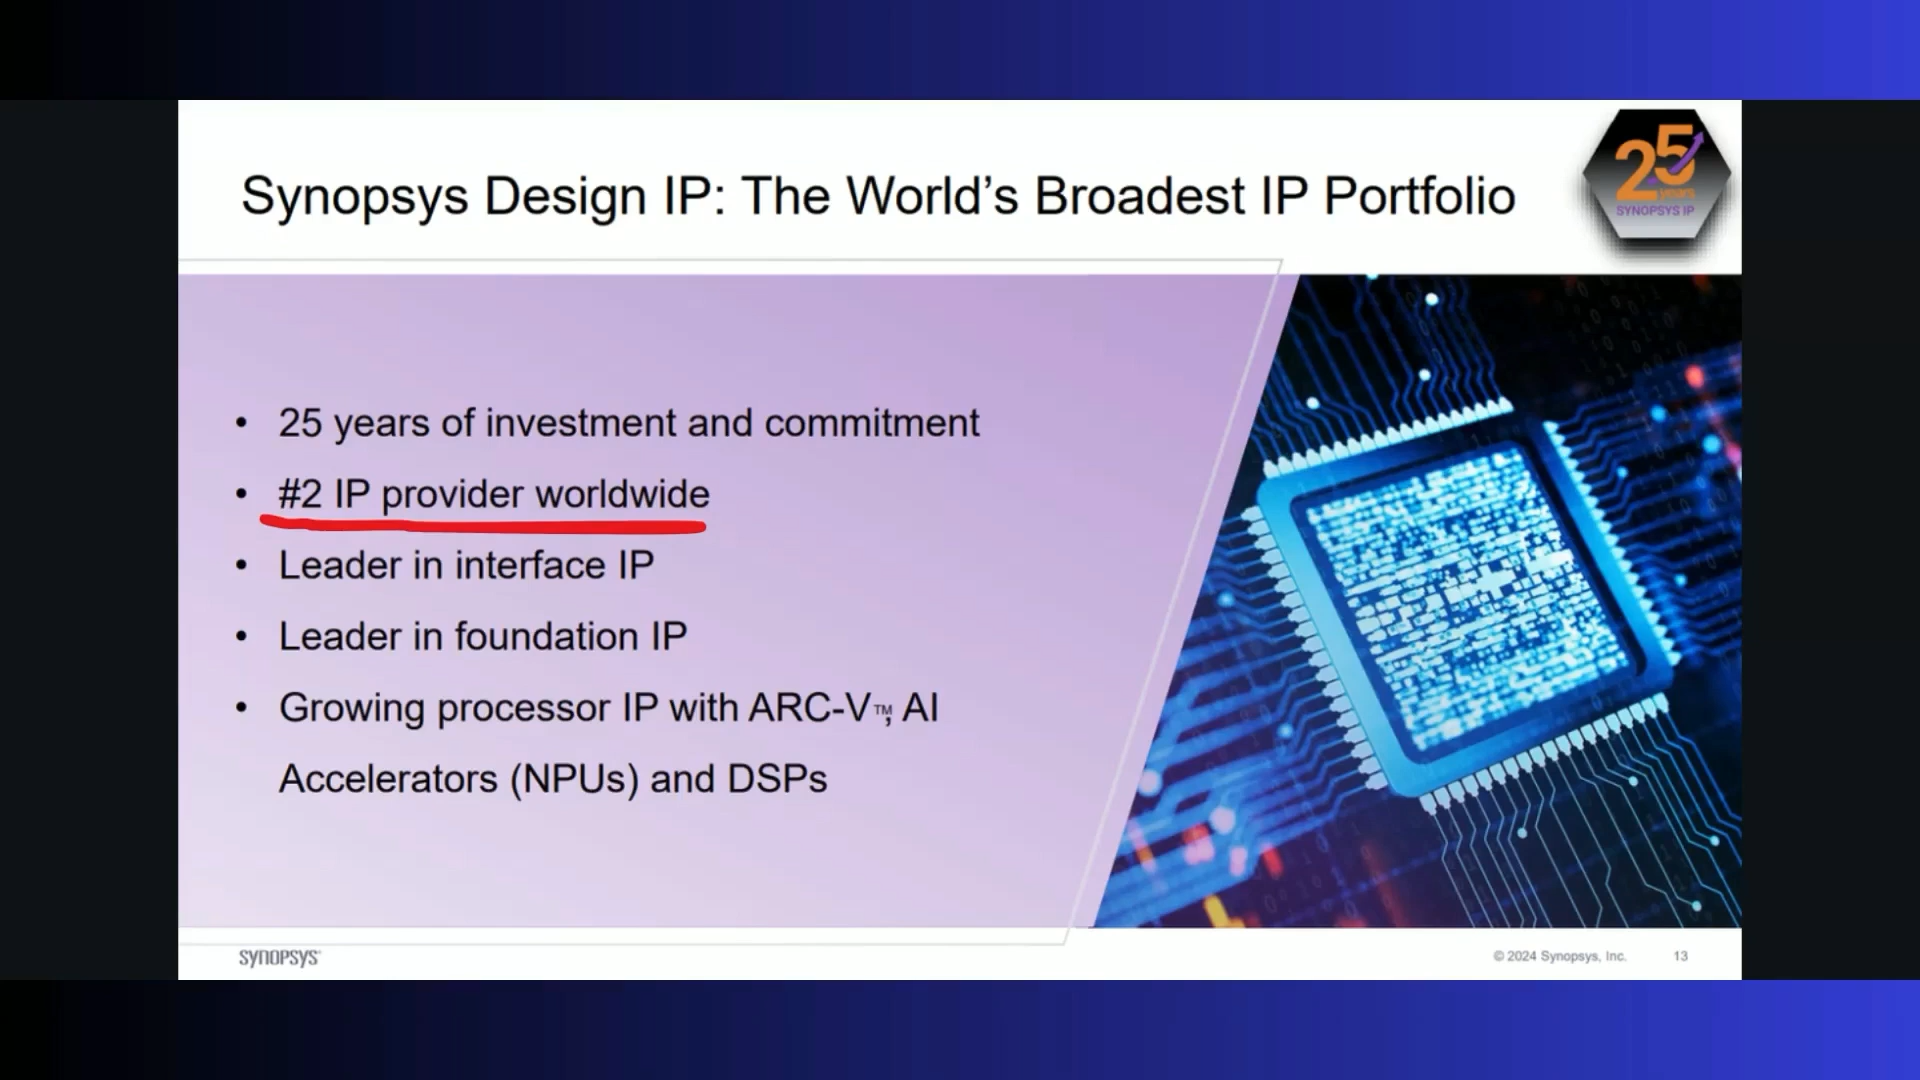 Synopsys Design IP: The World’s Broadest IP Portfolio
25
years
SYNOPSYS IP
• 25 years of investment and commitment
• #2 IP provider worldwide
• Leader in interface IP
• Leader in foundation IP
• Growing processor IP with ARC-V™, AI
Accelerators (NPUs) and DSPs
SYNOPSYS®
© 2024 Synopsys, Inc. 13